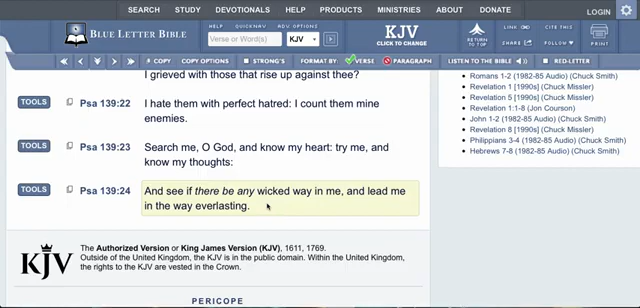 SEARCH STUDY DEVOTIONALS HELP PRODUCTS MINISTRIES ABOUT DONATE LOGIN
BLUE LETTER BIBLE
HELP QUICKNAV ADV. OPTIONS
Verse or Word(s) KJV
KJV
CLICK TO CHANGE
RETURN TO TOP
LINK
CITE THIS
SHARE
FOLLOW
PRINT
COPY COPY OPTIONS STRONG'S FORMAT BY: VERSE PARAGRAPH LISTEN TO THE BIBLE RED-LETTER
I grieved with those that rise up against thee?
TOOLS Psa 139:22 I hate them with perfect hatred: I count them mine
enemies.
TOOLS Psa 139:23 Search me, O God, and know my heart: try me, and
know my thoughts:
TOOLS Psa 139:24 And see if there be any wicked way in me, and lead me
in the way everlasting.
KJV
The Authorized Version or King James Version (KJV), 1611, 1769.
Outside of the United Kingdom, the KJV is in the public domain. Within the United Kingdom,
the rights to the KJV are vested in the Crown.
PERICOPE
Romans 1-2 (1982-85 Audio) (Chuck Smith)
Revelation 1 [1990s] (Chuck Missler)
Revelation 5 [1990s] (Chuck Missler)
Revelation 1:1-8 (Jon Courson)
John 1-2 (1982-85 Audio) (Chuck Smith)
Revelation 8 [1990s] (Chuck Missler)
Philippians 3-4 (1982-85 Audio) (Chuck Smith)
Hebrews 7-8 (1982-85 Audio) (Chuck Smith)